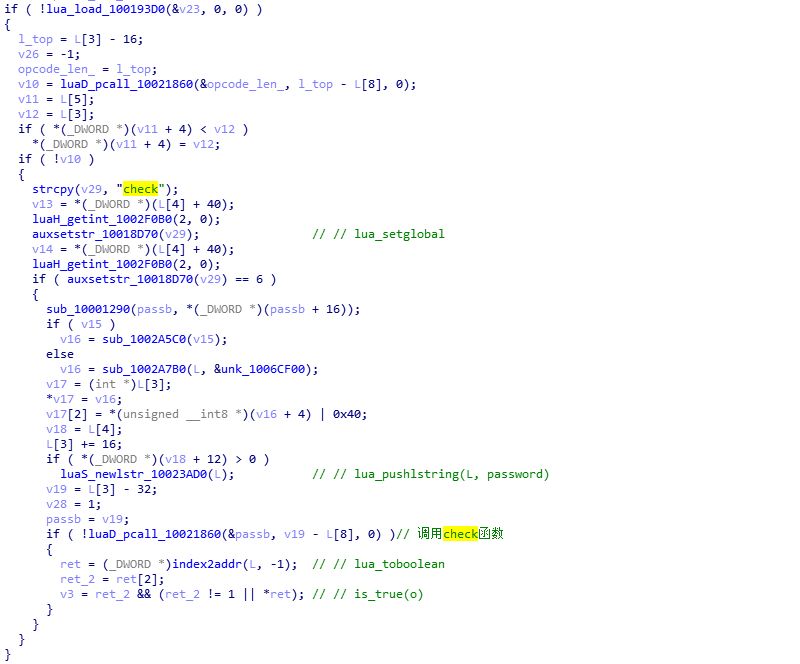 if ( !lua_load_100193D0(&v23, 0, 0) )
{
l_top = L[3] - 16;
v26 = -1;
opcode_len_ = l_top;
v10 = luaD_pcall_10021860(&opcode_len_, l_top - L[8], 0);
v11 = L[5];
v12 = L[3];
if ( *(_DWORD *)(v11 + 4) < v12 )
*(_DWORD *)(v11 + 4) = v12;
if ( !v10 )
{
strcpy(v29, "check");
v13 = *(_DWORD *)(L[4] + 40);
luaH_getint_1002F0B0(2, 0);
auxsetstr_10018D70(v29); // // lua_setglobal
v14 = *(_DWORD *)(L[4] + 40);
luaH_getint_1002F0B0(2, 0);
if ( auxsetstr_10018D70(v29) == 6 )
{
sub_10001290(passb, *(_DWORD *)(passb + 16));
if ( v15 )
v16 = sub_1002A5C0(v15);
else
v16 = sub_1002A7B0(L, &unk_1006CF00);
v17 = (int *)L[3];
*v17 = v16;
v17[2] = *(unsigned __int8 *)(v16 + 4) | 0x40;
v18 = L[4];
L[3] += 16;
if ( *(_DWORD *)(v18 + 12) > 0 )
luaS_newlstr_10023AD0(L); // // lua_pushlstring(L, password)
v19 = L[3] - 32;
v28 = 1;
passb = v19;
if ( !luaD_pcall_10021860(&passb, v19 - L[8], 0) )// 调用check函数
{
ret = (_DWORD *)index2addr(L, -1); // // lua_toboolean
ret_2 = ret[2];
v3 = ret_2 && (ret_2 != 1 || *ret); // // is_true(o)
}
}
}
}